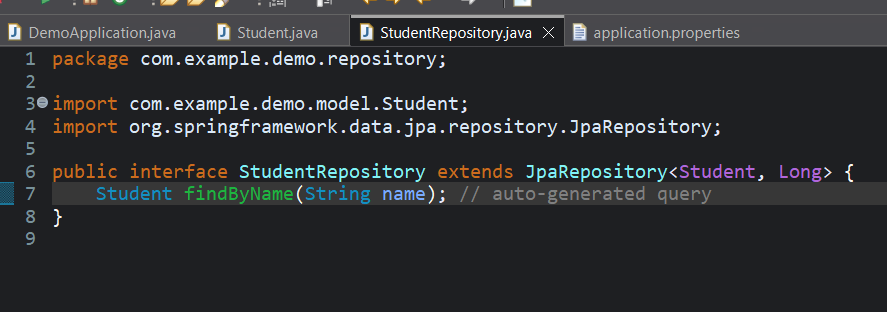 DemoApplication.java Student.java StudentRepository.java application.properties
1 package com.example.demo.repository;
2
3 import com.example.demo.model.Student;
4 import org.springframework.data.jpa.repository.JpaRepository;
5
6 public interface StudentRepository extends JpaRepository<Student, Long> {
7 Student findByName(String name); // auto-generated query
8 }
9